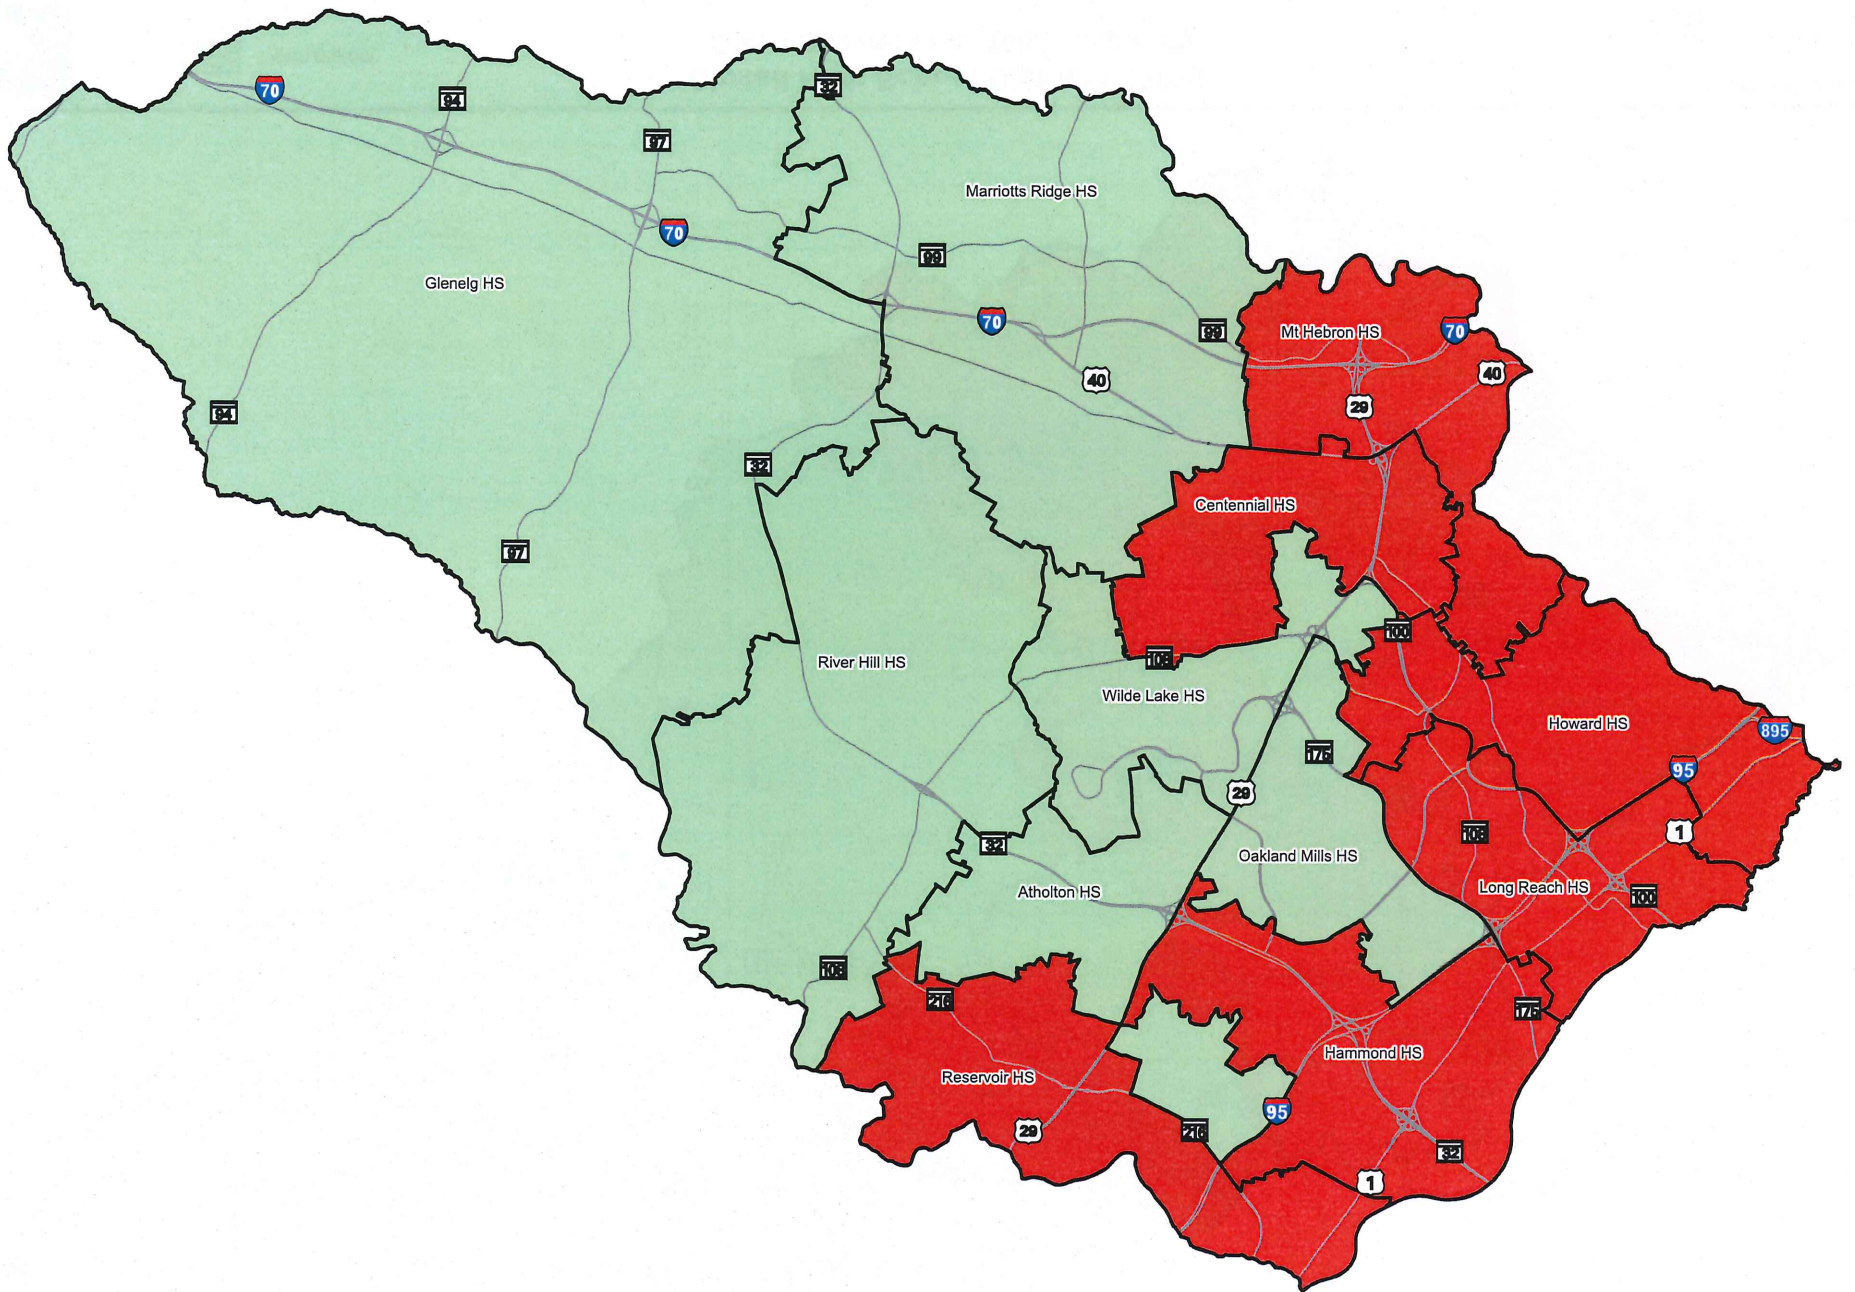 32
70
94
97
Marriotts Ridge HS
70
99
Glenelg HS
70
99
Mt Hebron HS
70
40
40
29
94
32
Centennial HS
97
100
108
River Hill HS
Wilde Lake HS
Howard HS
895
175
95
29
108
1
32
Oakland Mills HS
Long Reach HS
Atholton HS
100
108
216
175
Hammond HS
Reservoir HS
95
29
216
32
1